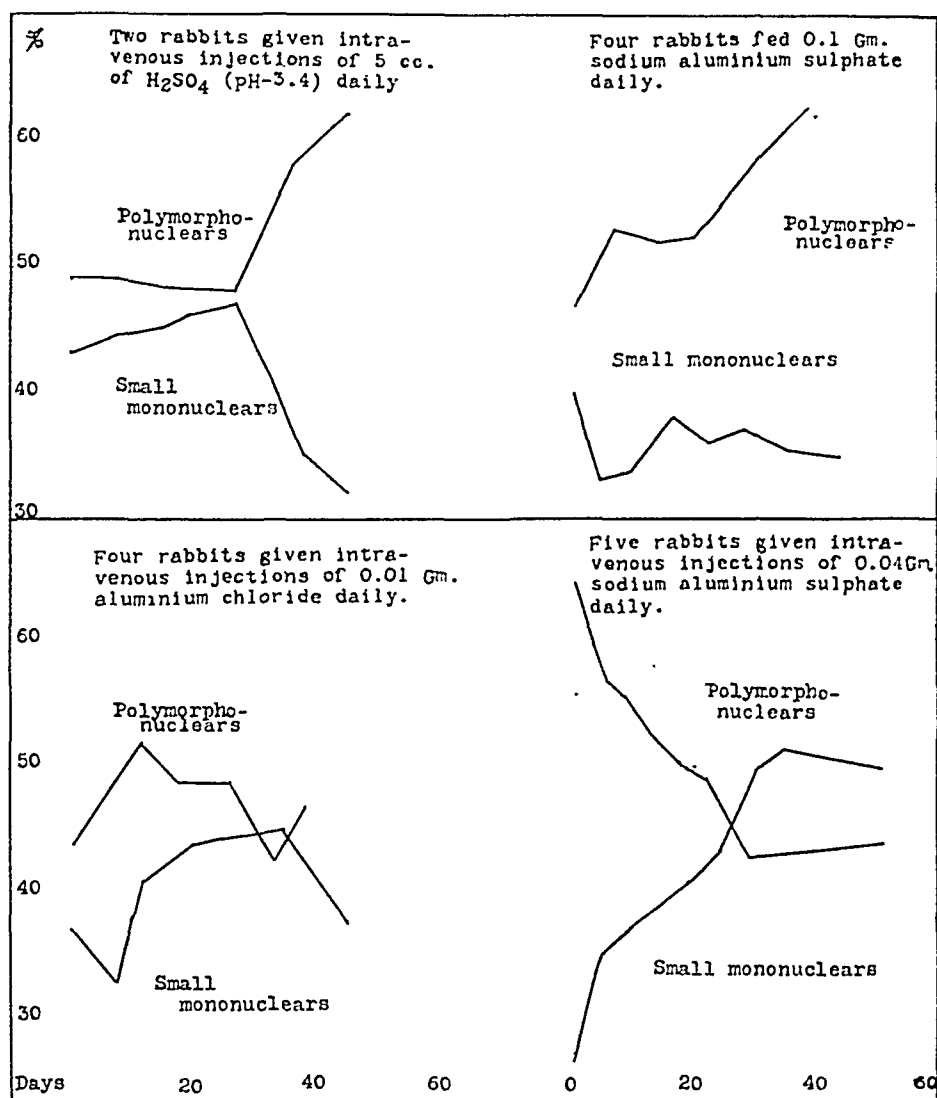 %
Two rabbits given intra-
venous injections of 5 cc.
of H₂SO₄ (pH-3.4) daily
60
Polymorpho-
nuclears
50
40
Small
mononuclears
30
Four rabbits fed 0.1 Gm.
sodium aluminium sulphate
daily.
Polymorpho-
nuclears
Small mononuclears
Four rabbits given intra-
venous injections of 0.01 Gm.
aluminium chloride daily.
60
Polymorpho-
nuclears
50
40
Small
mononuclears
30
Five rabbits given intra-
venous injections of 0.04Gm
sodium aluminium sulphate
daily.
Polymorpho-
nuclears
Small mononuclears
Days 20 40 60 0 20 40 60